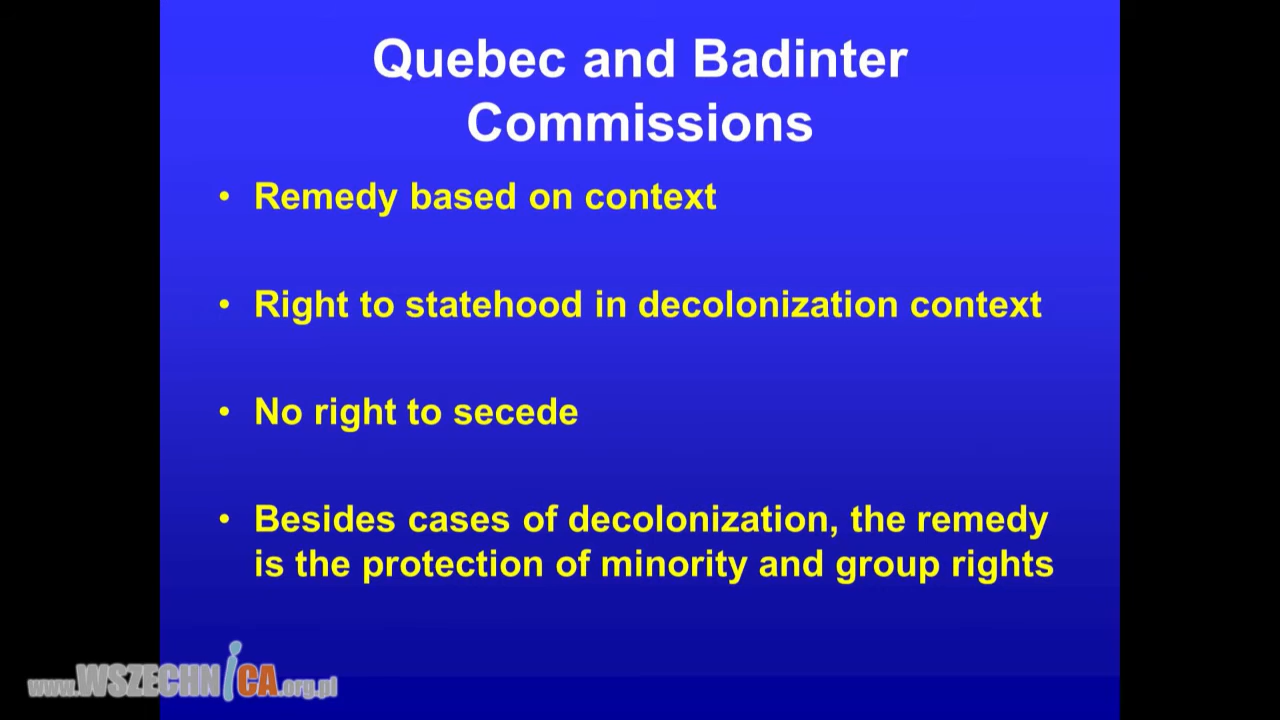 Quebec and Badinter
Commissions
• Remedy based on context
• Right to statehood in decolonization context
• No right to secede
• Besides cases of decolonization, the remedy
is the protection of minority and group rights
www.WSZECHNiCA.org.pl